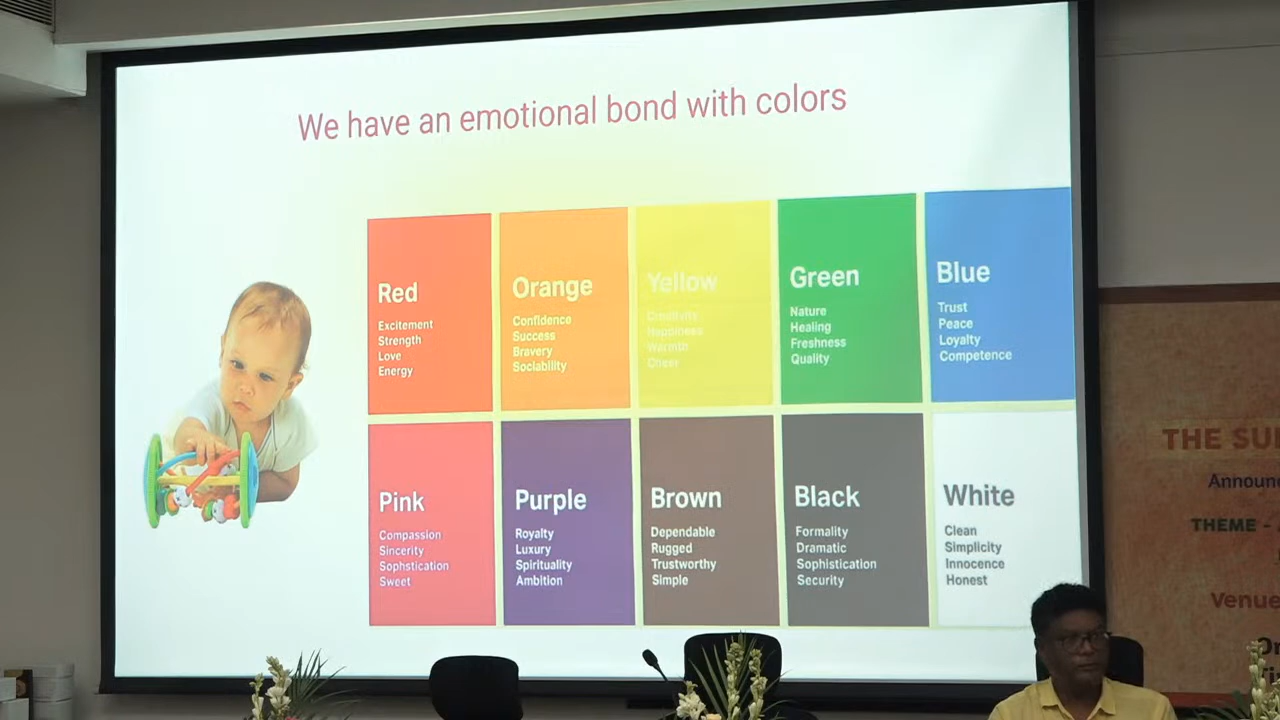 We have an emotional bond with colors
Red
Excitement
Strength
Love
Energy
Orange
Confidence
Success
Bravery
Sociability
Yellow
Creativity
Happiness
Warmth
Cheer
Green
Nature
Healing
Freshness
Quality
Blue
Trust
Peace
Loyalty
Competence
Pink
Compassion
Sincerity
Sophstication
Sweet
Purple
Royalty
Luxury
Spirituality
Ambition
Brown
Dependable
Rugged
Trustworthy
Simple
Black
Formality
Dramatic
Sophistication
Security
White
Clean
Simplicity
Innocence
Honest
THE SU
Announ
THEME -
Venue